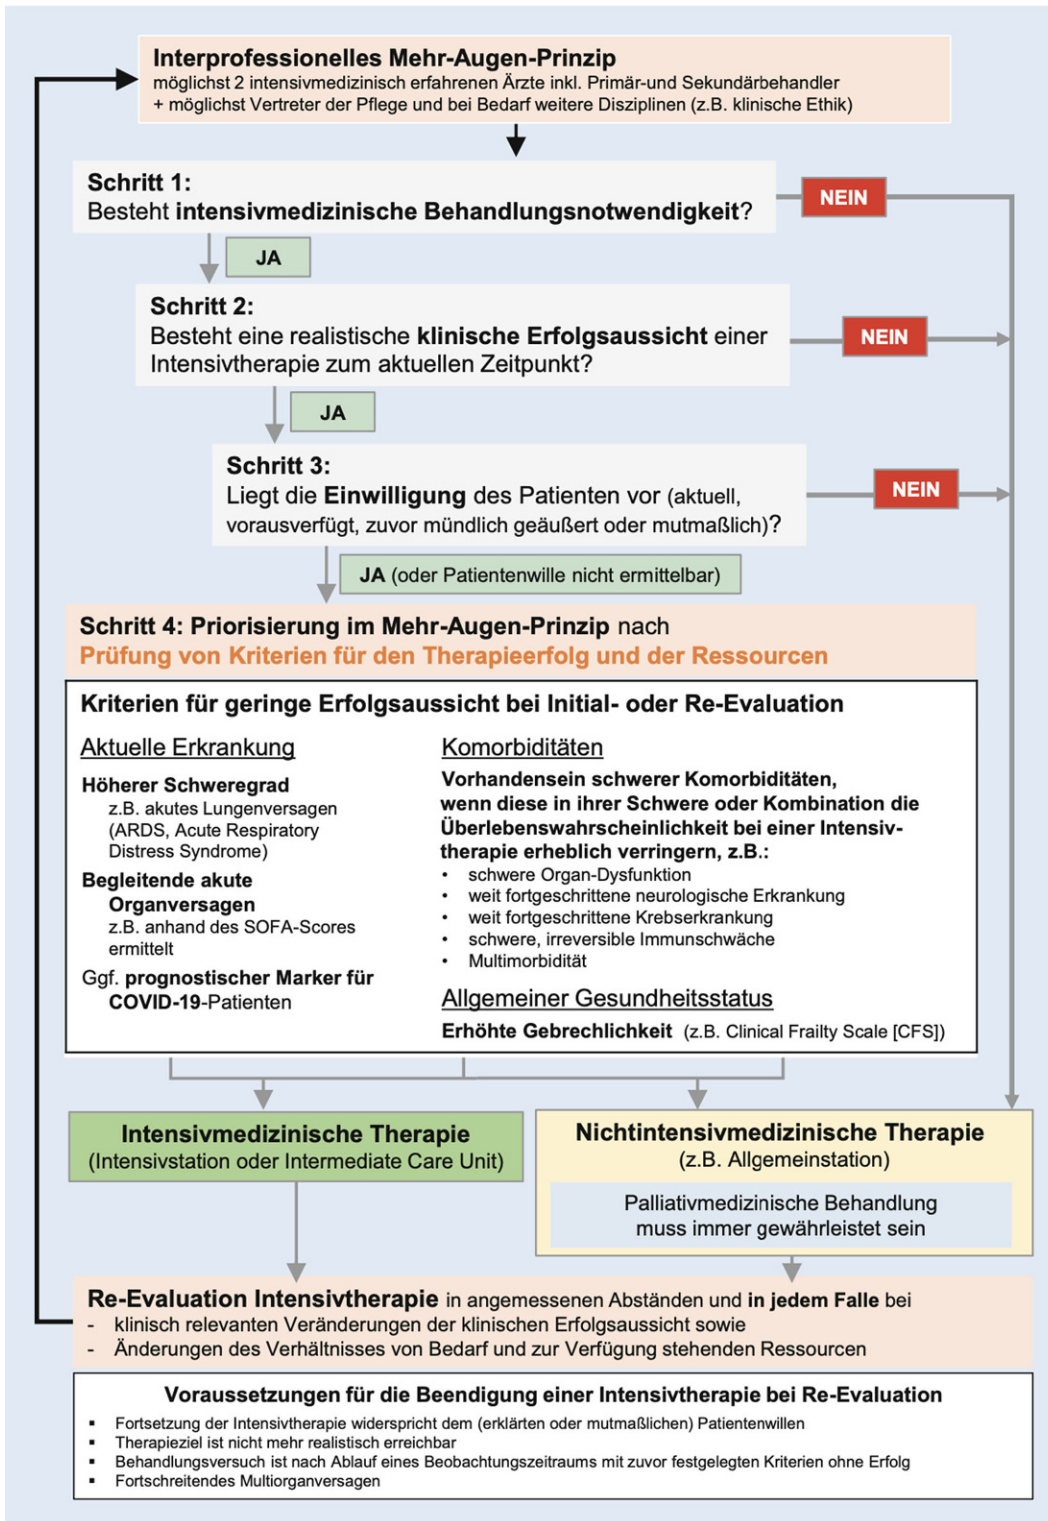 Interprofessionelles Mehr-Augen-Prinzip
möglichst 2 intensivmedizinisch erfahrenen Ärzte inkl. Primär-und Sekundärbehandler
+ möglichst Vertreter der Pflege und bei Bedarf weitere Disziplinen (z.B. klinische Ethik)
Schritt 1:
Besteht intensivmedizinische Behandlungsnotwendigkeit?
NEIN
JA
Schritt 2:
Besteht eine realistische klinische Erfolgsaussicht einer
Intensivtherapie zum aktuellen Zeitpunkt?
NEIN
JA
Schritt 3:
Liegt die Einwilligung des Patienten vor (aktuell,
vorausverfügt, zuvor mündlich geäußert oder mutmaßlich)?
NEIN
JA (oder Patientenwille nicht ermittelbar)
Schritt 4: Priorisierung im Mehr-Augen-Prinzip nach
Prüfung von Kriterien für den Therapieerfolg und der Ressourcen
Kriterien für geringe Erfolgsaussicht bei Initial- oder Re-Evaluation
Aktuelle Erkrankung
Höherer Schweregrad
z.B. akutes Lungenversagen
(ARDS, Acute Respiratory
Distress Syndrome)
Begleitende akute
Organversagen
z.B. anhand des SOFA-Scores
ermittelt
Ggf. prognostischer Marker für
COVID-19-Patienten
Komorbiditäten
Vorhandensein schwerer Komorbiditäten,
wenn diese in ihrer Schwere oder Kombination die
Überlebenswahrscheinlichkeit bei einer Intensiv-
therapie erheblich verringern, z.B.:
• schwere Organ-Dysfunktion
• weit fortgeschrittene neurologische Erkrankung
• weit fortgeschrittene Krebserkrankung
• schwere, irreversible Immunschwäche
• Multimorbidität
Allgemeiner Gesundheitsstatus
Erhöhte Gebrechlichkeit (z.B. Clinical Frailty Scale [CFS])
Intensivmedizinische Therapie
(Intensivstation oder Intermediate Care Unit)
Nichtintensivmedizinische Therapie
(z.B. Allgemeinstation)
Palliativmedizinische Behandlung
muss immer gewährleistet sein
Re-Evaluation Intensivtherapie in angemessenen Abständen und in jedem Falle bei
- klinisch relevanten Veränderungen der klinischen Erfolgsaussicht sowie
- Änderungen des Verhältnisses von Bedarf und zur Verfügung stehenden Ressourcen
Voraussetzungen für die Beendigung einer Intensivtherapie bei Re-Evaluation
▪ Fortsetzung der Intensivtherapie widerspricht dem (erklärten oder mutmaßlichen) Patientenwillen
▪ Therapieziel ist nicht mehr realistisch erreichbar
▪ Behandlungsversuch ist nach Ablauf eines Beobachtungszeitraums mit zuvor festgelegten Kriterien ohne Erfolg
▪ Fortschreitendes Multiorganversagen